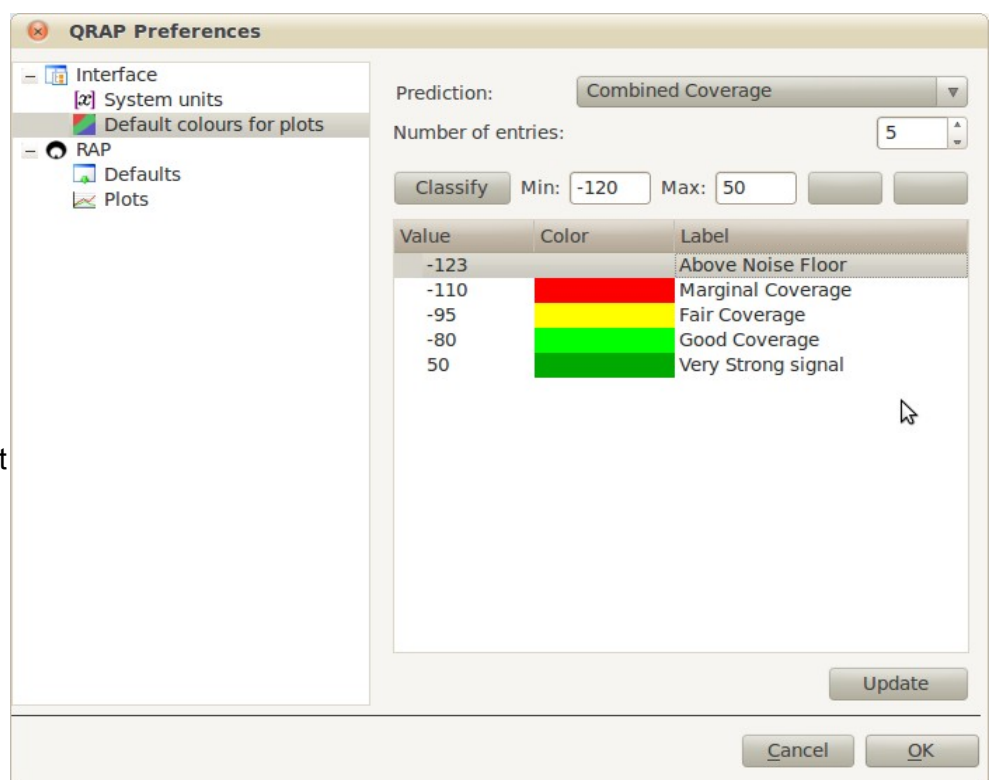 QRAP Preferences
Interface
[x] System units
Default colours for plots
RAP
Defaults
Plots
Prediction: Combined Coverage
Number of entries: 5
Classify Min: -120 Max: 50
Value Color Label
-123 Above Noise Floor
-110 Marginal Coverage
-95 Fair Coverage
-80 Good Coverage
50 Very Strong signal
t
Update
Cancel OK